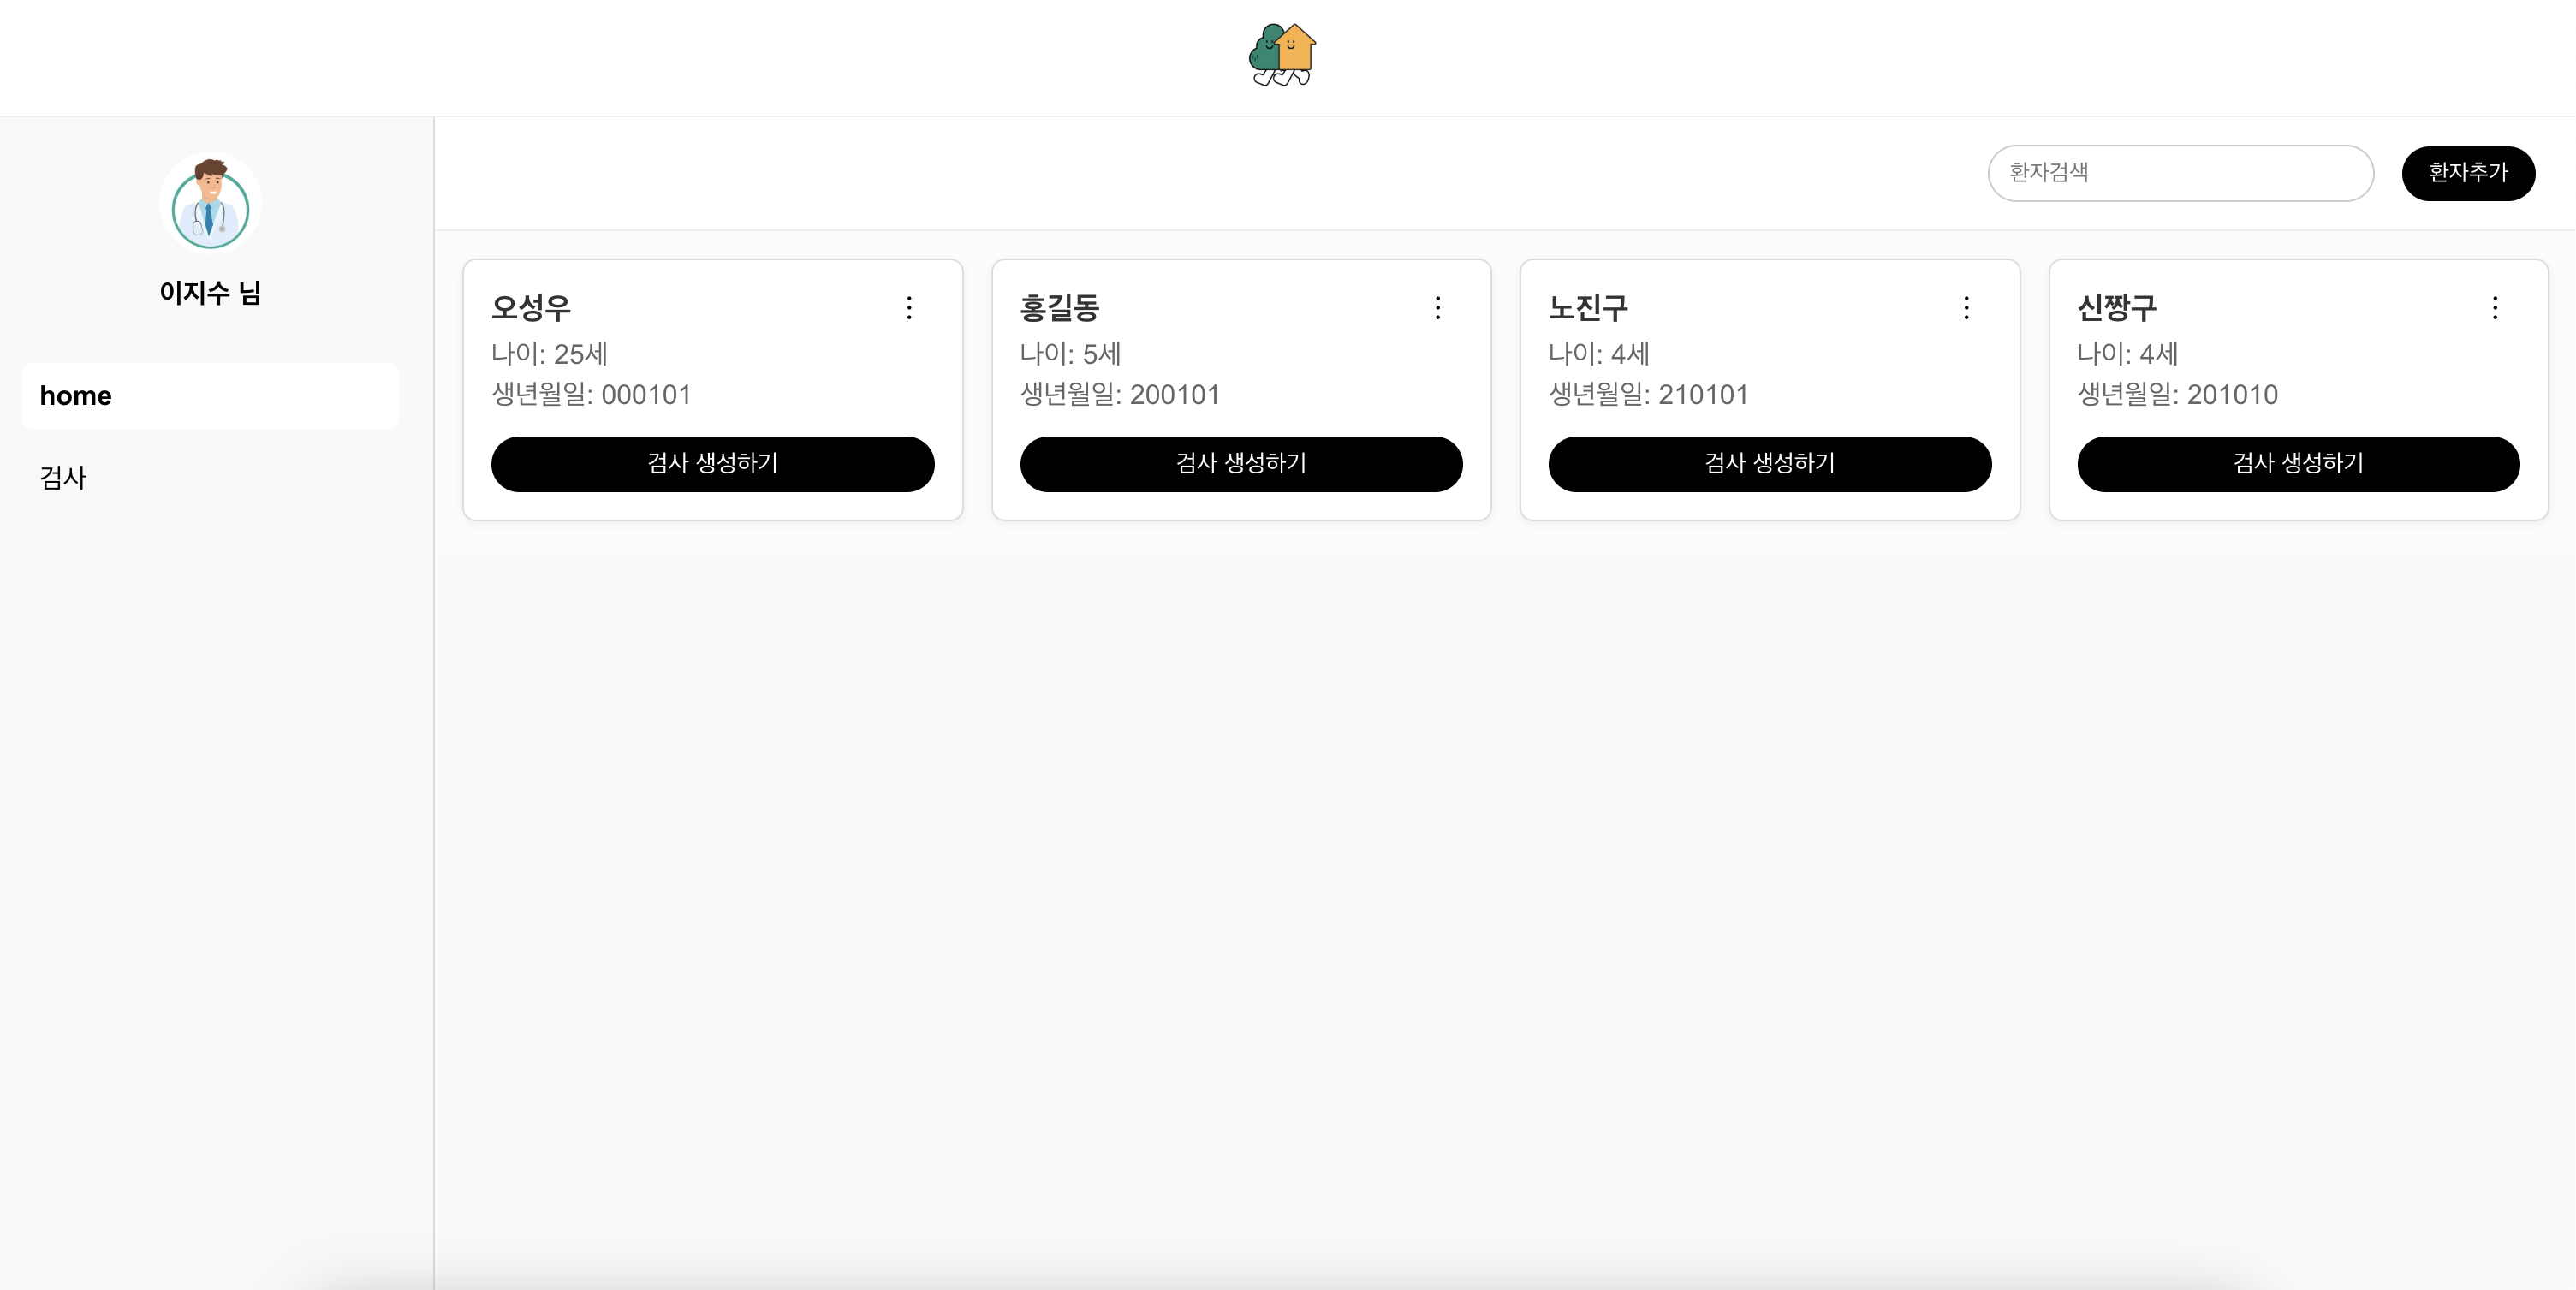 이지수 님
home
검사
환자검색
환자추가
오성우
나이: 25세
생년월일: 000101
검사 생성하기
홍길동
나이: 5세
생년월일: 200101
검사 생성하기
노진구
나이: 4세
생년월일: 210101
검사 생성하기
신짱구
나이: 4세
생년월일: 201010
검사 생성하기